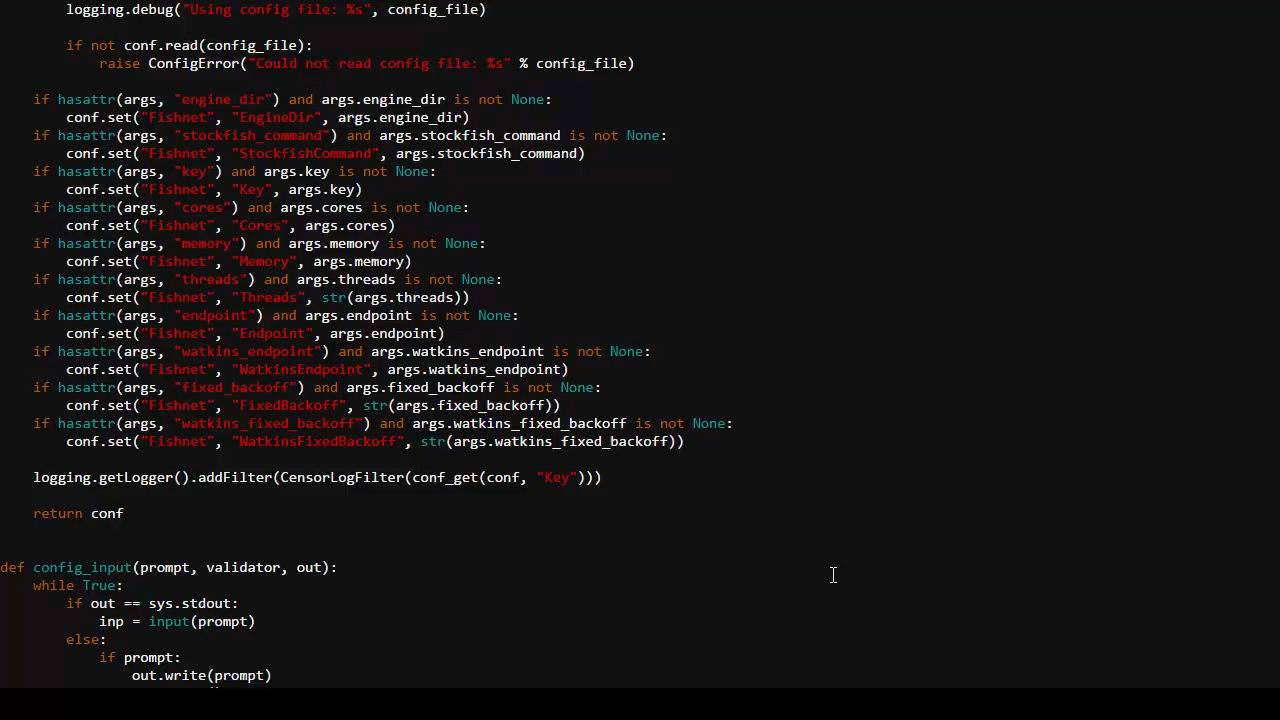 logging.debug("Using config file: %s", config_file)
if not conf.read(config_file):
raise ConfigError("Could not read config file: %s" % config_file)
if hasattr(args, "engine_dir") and args.engine_dir is not None:
conf.set("Fishnet", "EngineDir", args.engine_dir)
if hasattr(args, "stockfish_command") and args.stockfish_command is not None:
conf.set("Fishnet", "StockfishCommand", args.stockfish_command)
if hasattr(args, "key") and args.key is not None:
conf.set("Fishnet", "Key", args.key)
if hasattr(args, "cores") and args.cores is not None:
conf.set("Fishnet", "Cores", args.cores)
if hasattr(args, "memory") and args.memory is not None:
conf.set("Fishnet", "Memory", args.memory)
if hasattr(args, "threads") and args.threads is not None:
conf.set("Fishnet", "Threads", str(args.threads))
if hasattr(args, "endpoint") and args.endpoint is not None:
conf.set("Fishnet", "Endpoint", args.endpoint)
if hasattr(args, "watkins_endpoint") and args.watkins_endpoint is not None:
conf.set("Fishnet", "WatkinsEndpoint", args.watkins_endpoint)
if hasattr(args, "fixed_backoff") and args.fixed_backoff is not None:
conf.set("Fishnet", "FixedBackoff", str(args.fixed_backoff))
if hasattr(args, "watkins_fixed_backoff") and args.watkins_fixed_backoff is not None:
conf.set("Fishnet", "WatkinsFixedBackoff", str(args.watkins_fixed_backoff))
logging.getLogger().addFilter(CensorLogFilter(conf_get(conf, "Key")))
return conf
def config_input(prompt, validator, out):
while True:
if out == sys.stdout:
inp = input(prompt)
else:
if prompt:
out.write(prompt)